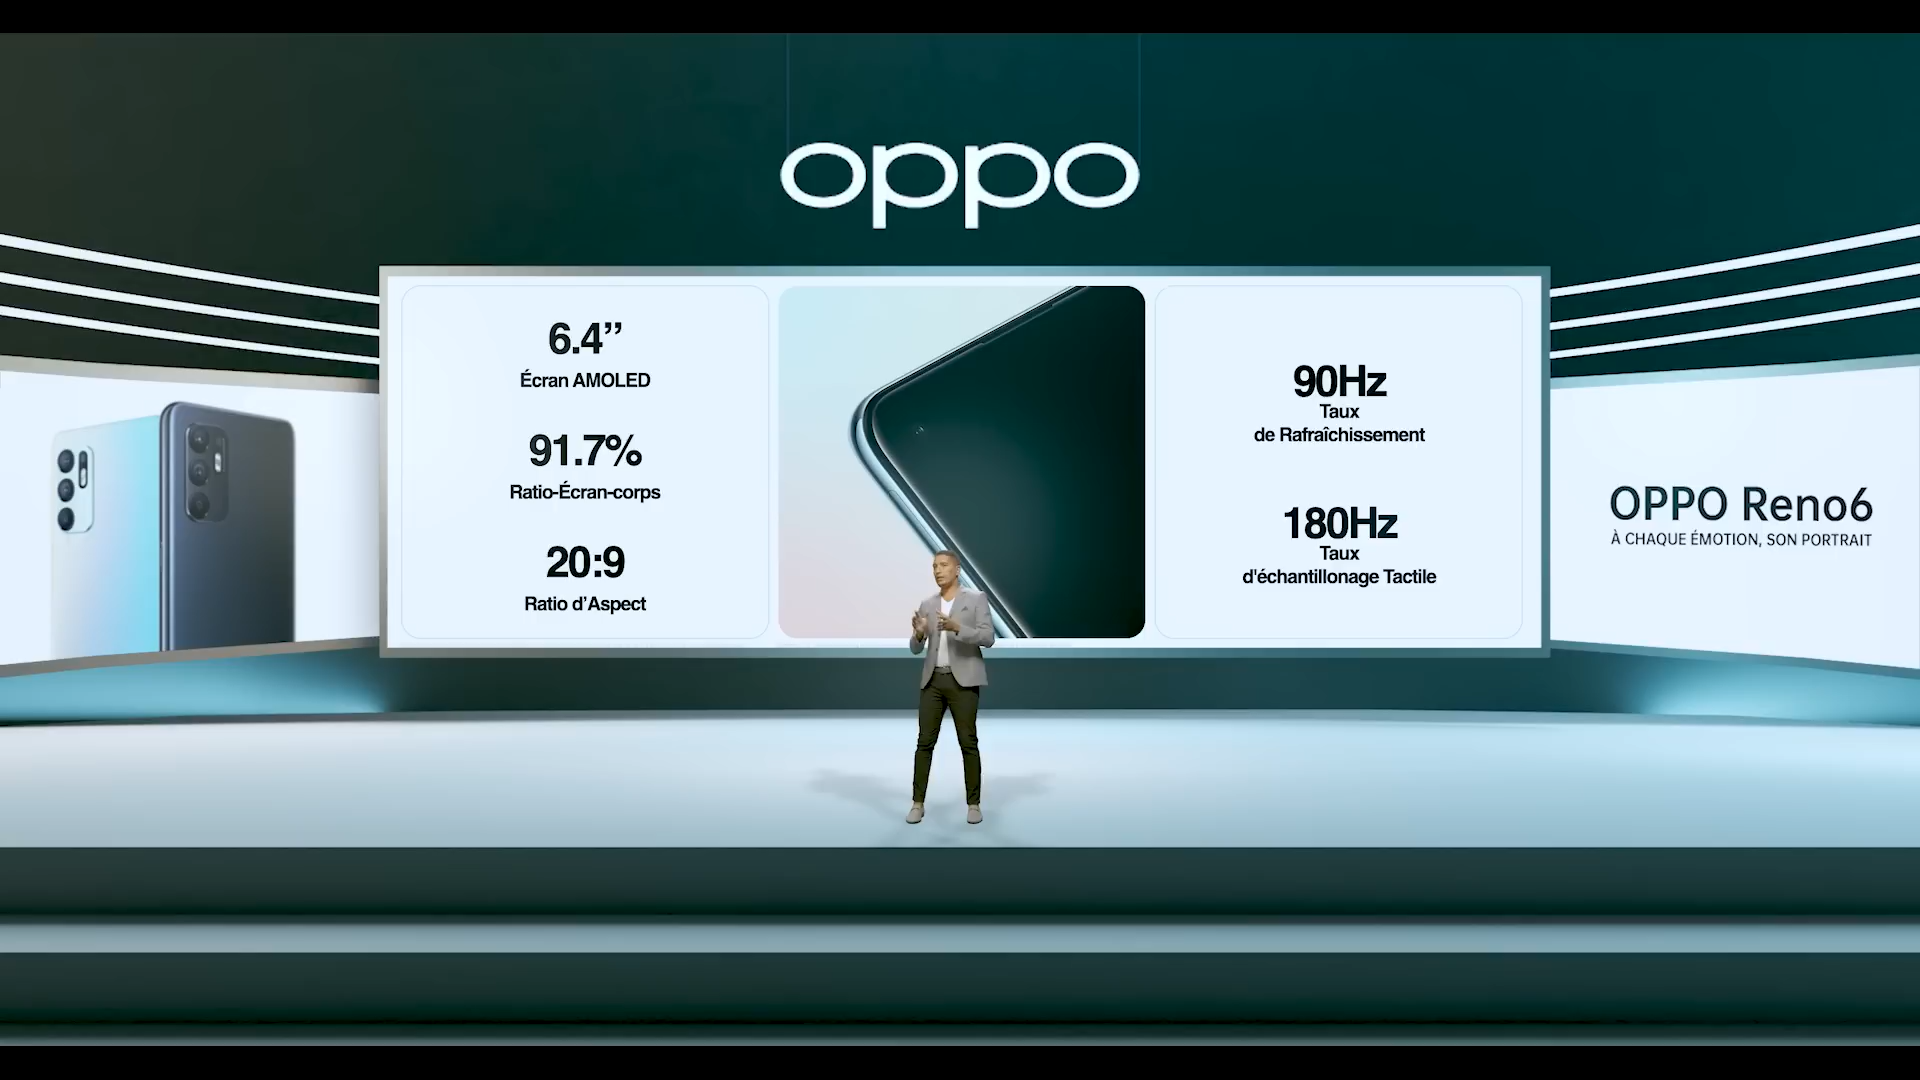 oppo
6.4”
Écran AMOLED
91.7%
Ratio-Écran-corps
20:9
Ratio d’Aspect
90Hz
Taux
de Rafraîchissement
180Hz
Taux
d'échantillonage Tactile
OPPO Reno6
À CHAQUE ÉMOTION, SON PORTRAIT